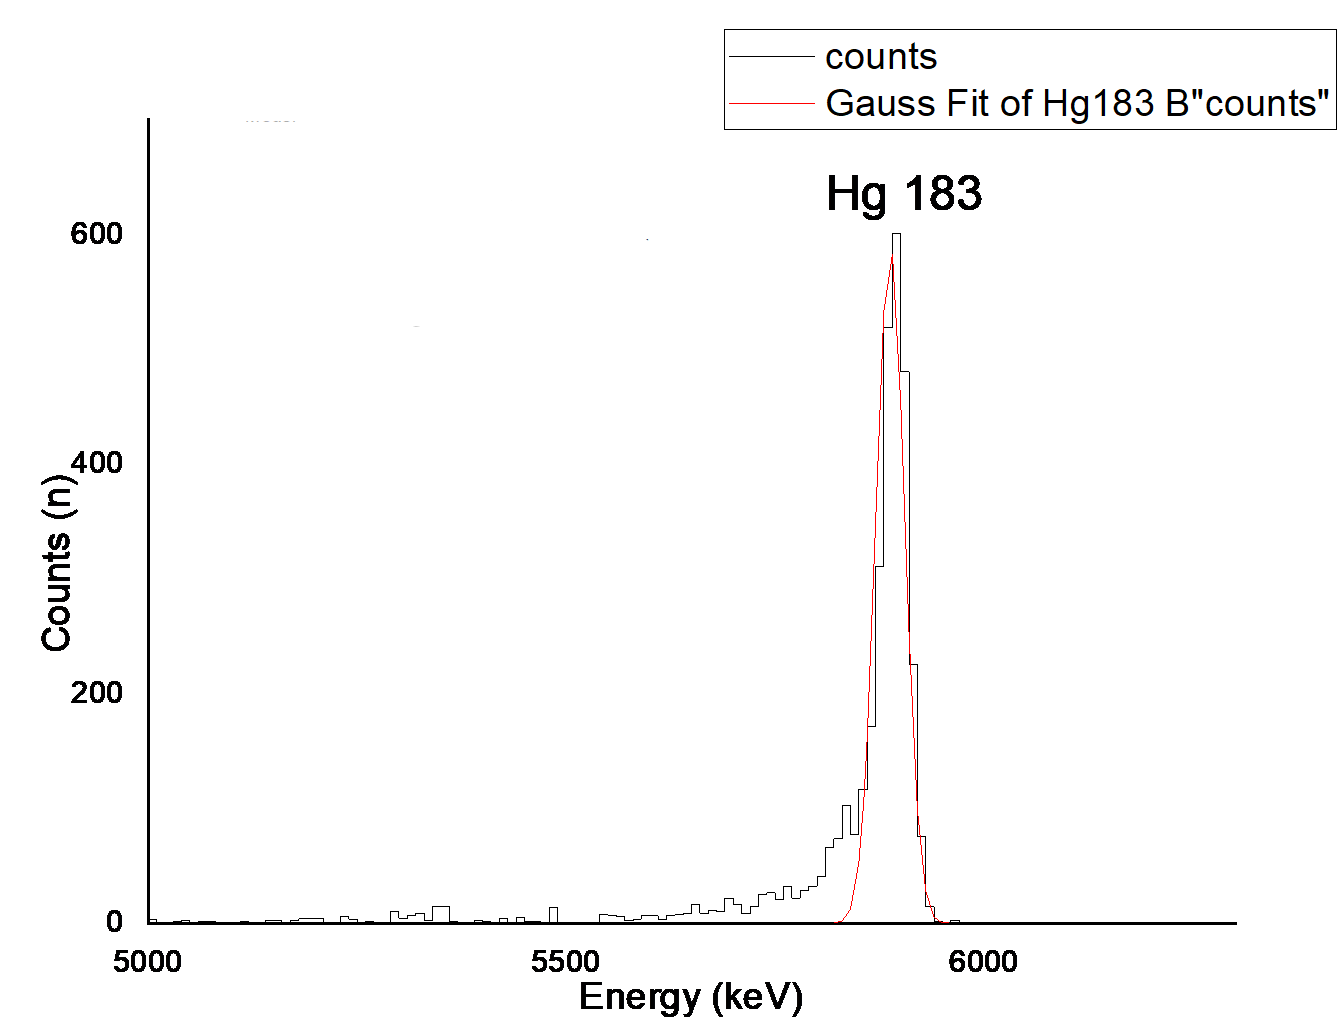 counts
Gauss Fit of Hg183 B"counts"
Hg 183
600
400
200
0
Counts (n)
5000
5500
6000
Energy (keV)